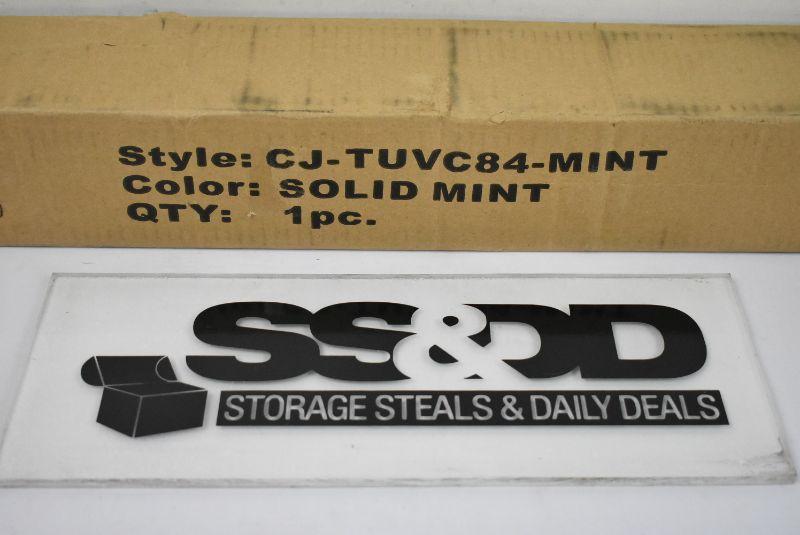 Style: CJ-TUVC84-MINT
Color: SOLID MINT
QTY: 1pc.
SS&DD
STORAGE STEALS & DAILY DEALS